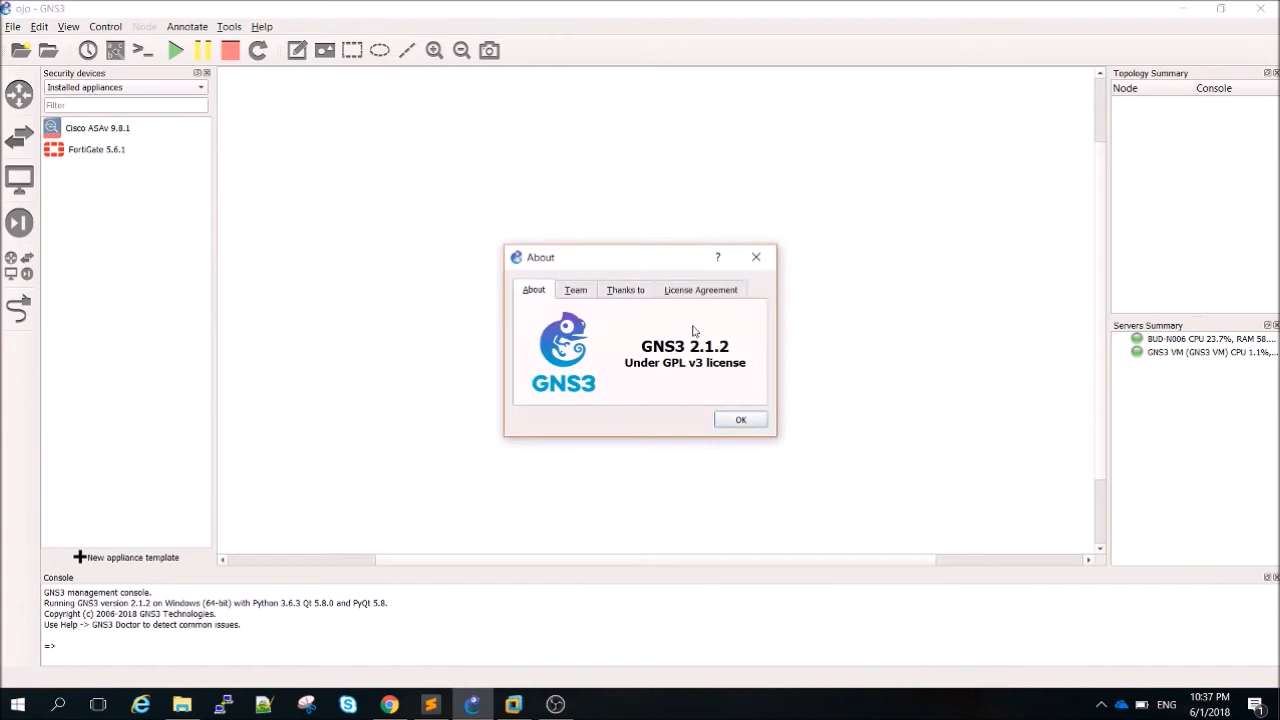 ojo - GNS3
File Edit View Control Node Annotate Tools Help
Security devices
Installed appliances
Filter
Cisco ASAv 9.8.1
FortiGate 5.6.1
New appliance template
About
?
About Team Thanks to License Agreement
GNS3
GNS3 2.1.2
Under GPL v3 license
OK
Topology Summary
Node Console
Servers Summary
BUD-N006 CPU 23.7%, RAM 58....
GNS3 VM (GNS3 VM) CPU 1.1%,...
Console
GNS3 management console.
Running GNS3 version 2.1.2 on Windows (64-bit) with Python 3.6.3 Qt 5.8.0 and PyQt 5.8.
Copyright (c) 2006-2018 GNS3 Technologies.
Use Help -> GNS3 Doctor to detect common issues.
=>
ENG
10:37 PM
6/1/2018